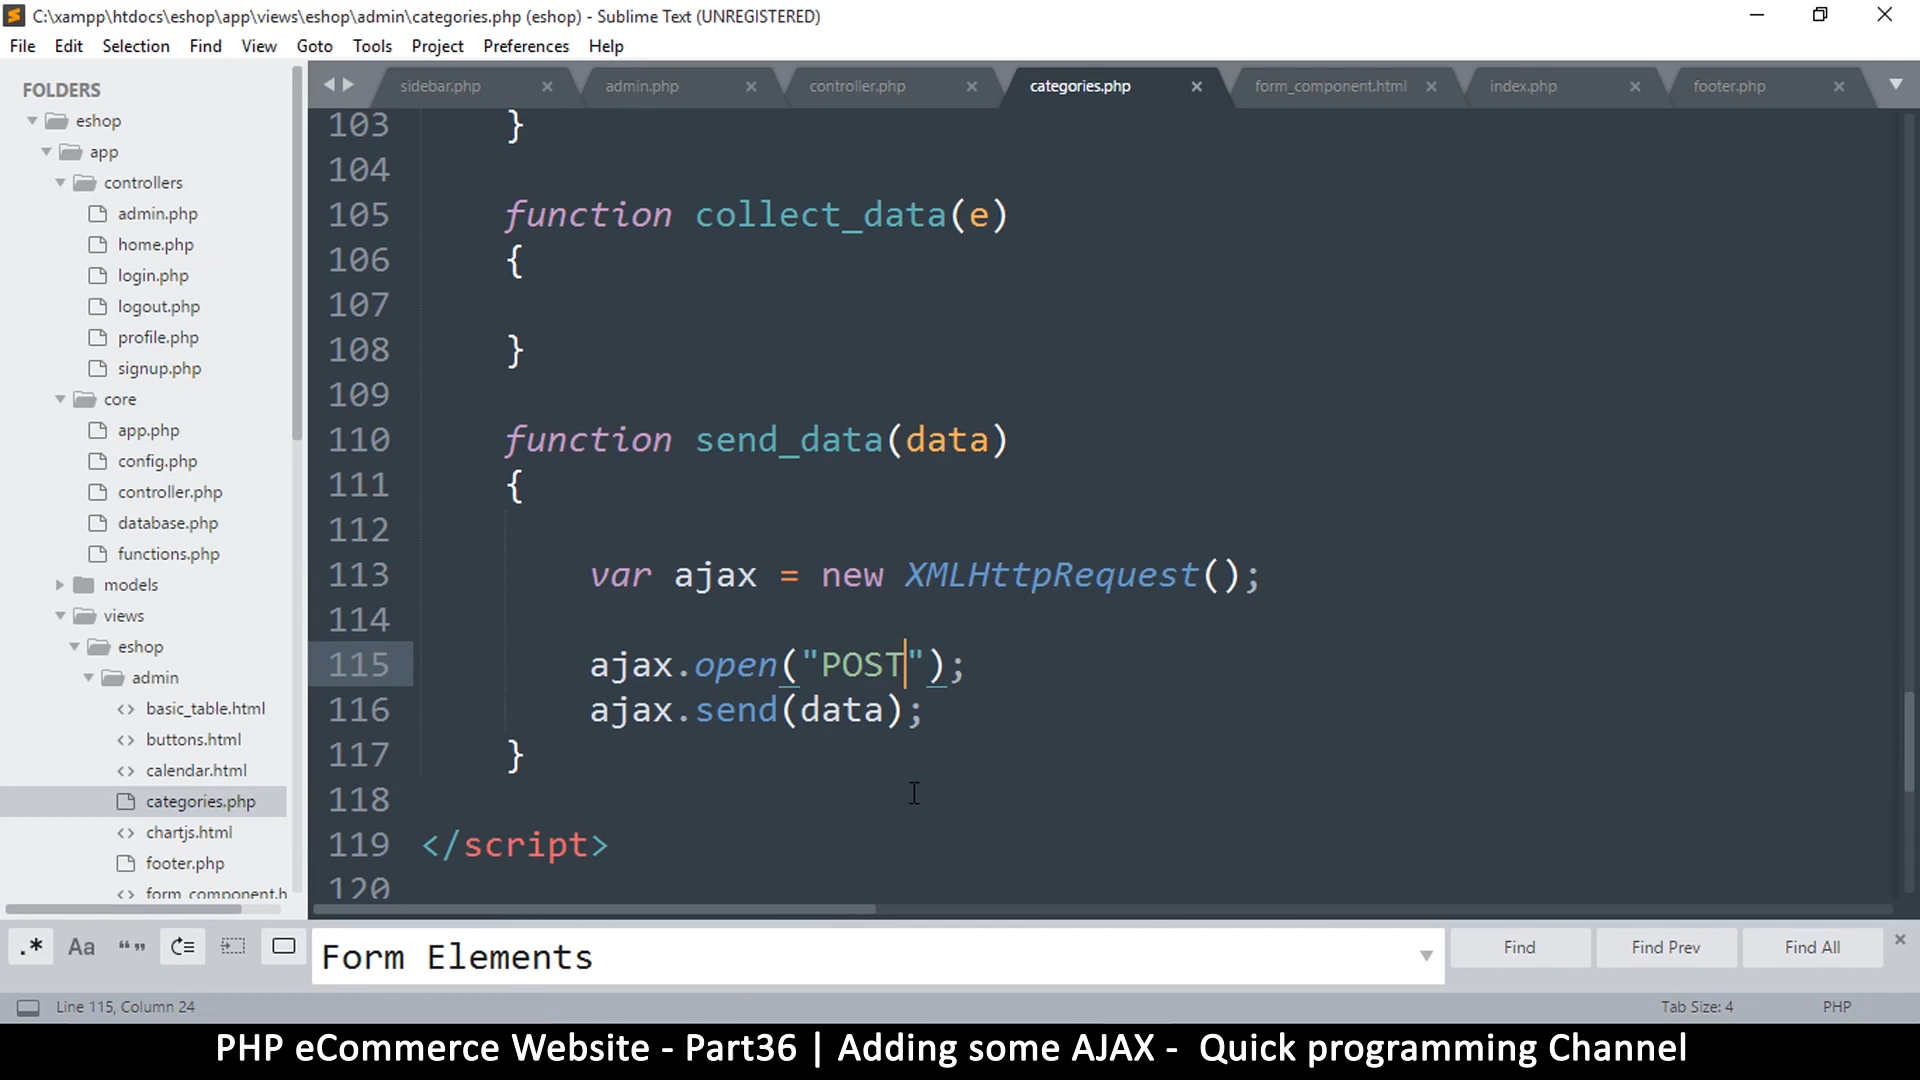 C:\xampp\htdocs\eshop\app\views\eshop\admin\categories.php (eshop) - Sublime Text (UNREGISTERED)
File Edit Selection Find View Goto Tools Project Preferences Help
FOLDERS
eshop
app
controllers
admin.php
home.php
login.php
logout.php
profile.php
signup.php
core
app.php
config.php
controller.php
database.php
functions.php
models
views
eshop
admin
basic_table.html
buttons.html
calendar.html
categories.php
chartjs.html
footer.php
form_component.h
sidebar.php admin.php controller.php categories.php form_component.html index.php footer.php
103 }
104
105 function collect_data(e)
106 {
107
108 }
109
110 function send_data(data)
111 {
112
113 var ajax = new XMLHttpRequest();
114
115 ajax.open("POST");
116 ajax.send(data);
117 }
118
119 </script>
120
.* Aa “” Form Elements Find Find Prev Find All
Line 115, Column 24 Tab Size: 4 PHP
PHP eCommerce Website - Part36 | Adding some AJAX - Quick programming Channel